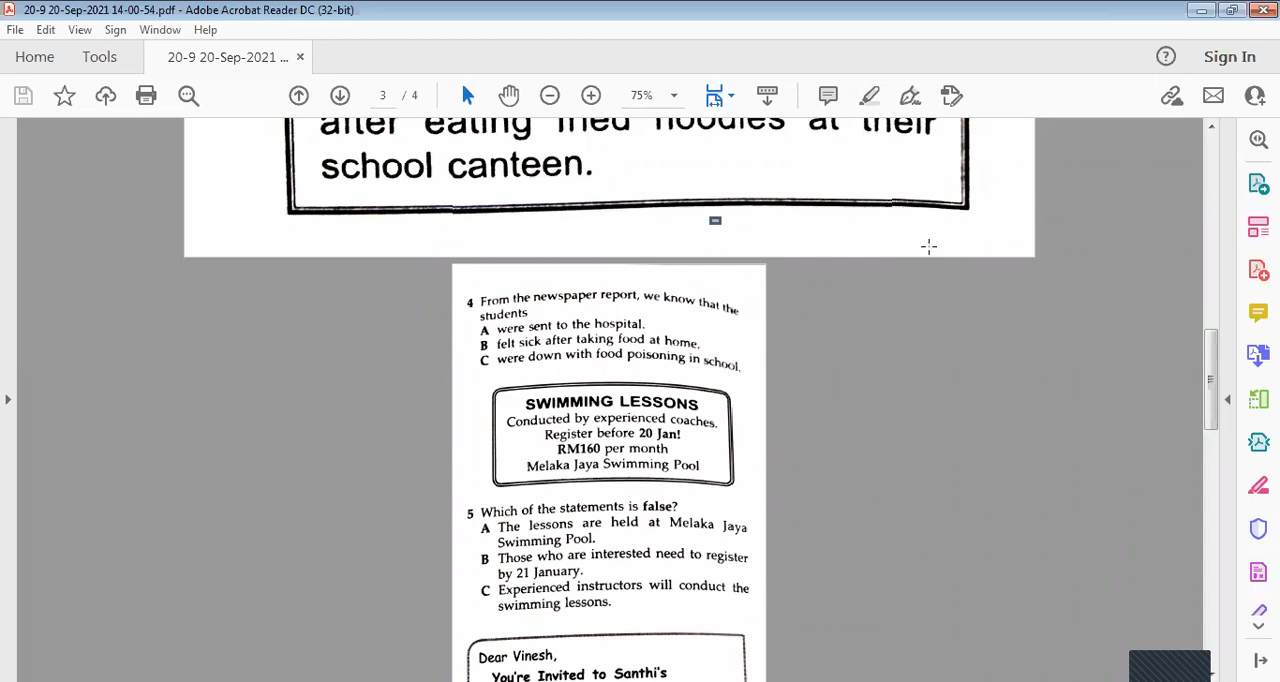 20-9 20-Sep-2021 14-00-54.pdf - Adobe Acrobat Reader DC (32-bit)
File Edit View Sign Window Help
Home Tools 20-9 20-Sep-2021 ... × Sign In
3 / 4 75%
after eating fried noodles at their
school canteen.
4 From the newspaper report, we know that the
students
A were sent to the hospital.
B felt sick after taking food at home.
C were down with food poisoning in school.
SWIMMING LESSONS
Conducted by experienced coaches.
Register before 20 Jan!
RM160 per month
Melaka Jaya Swimming Pool
5 Which of the statements is false?
A The lessons are held at Melaka Jaya
Swimming Pool.
B Those who are interested need to register
by 21 January.
C Experienced instructors will conduct the
swimming lessons.
Dear Vinesh,
You're Invited to Santhi's